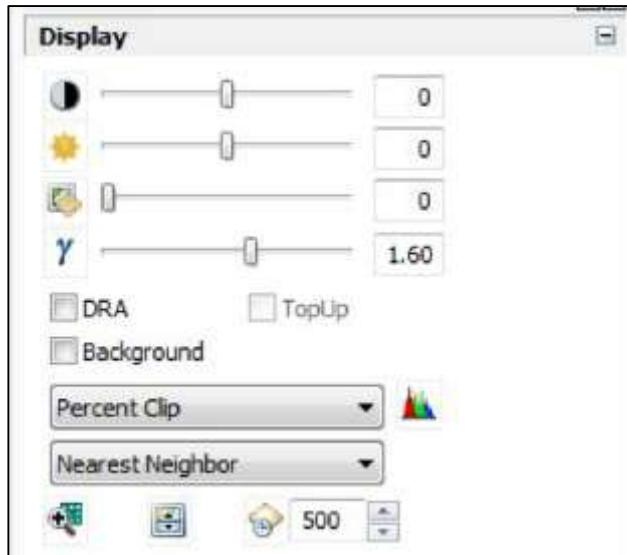 Display
0
0
0
γ 1.60
DRA TopUp
Background
Percent Clip
Nearest Neighbor
500